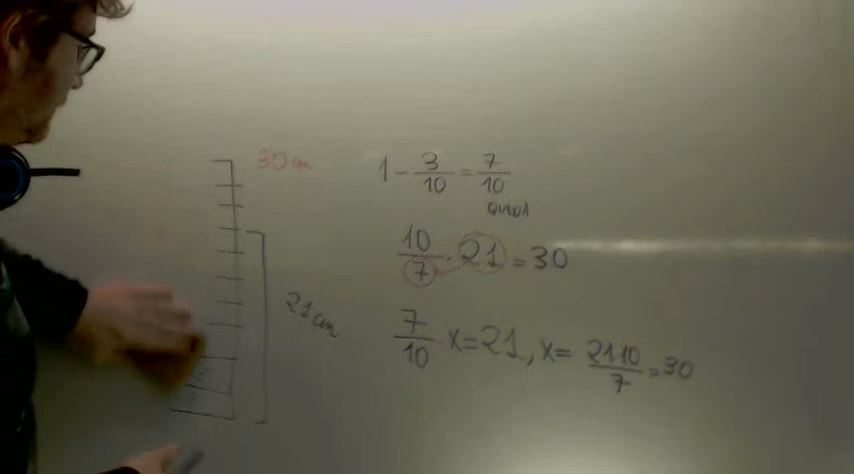 30 cm
1 - 3/10 = 7/10
QUEDA
10/7 · 21 = 30
21 cm
7/10 x = 21, x = 21·10/7 = 30